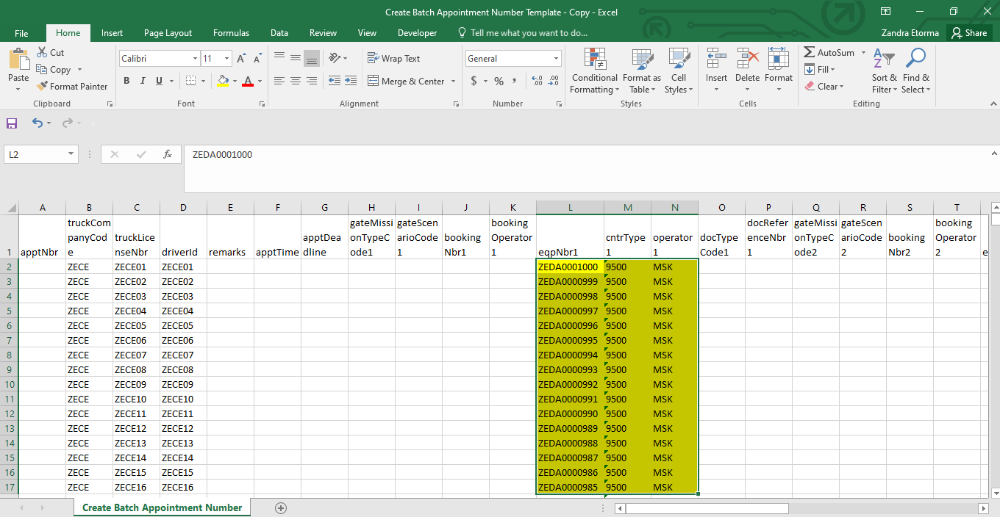 Create Batch Appointment Number Template - Copy - Excel
File Home Insert Page Layout Formulas Data Review View Developer Tell me what you want to do... Zandra Etorma Share
Paste Cut Copy Format Painter Clipboard
Calibri 11 A A B I U A Font
Wrap Text Merge & Center Alignment
General $ % , .0 .00 .00 .0 Number
Conditional Formatting Format as Table Cell Styles Styles
Insert Delete Format Cells
AutoSum Fill Clear Sort & Filter Find & Select Editing
L2 fx ZEDA0001000
A B C D E F G H I J K L M N O P Q R S T
1 apptNbr truckCompanyCode truckLicenseNbr driverId remarks apptTime apptDeadline gateMissionTypeCode1 gateScenarioCode1 bookingNbr1 bookingOperator1 eqpNbr1 cntrType1 operator1 docTypeCode1 docReferenceNbr1 gateMissionTypeCode2 gateScenarioCode2 bookingNbr2 bookingOperator2 e
2 ZECE ZECE01 ZECE01 ZEDA0001000 9500 MSK
3 ZECE ZECE02 ZECE02 ZEDA0000999 9500 MSK
4 ZECE ZECE03 ZECE03 ZEDA0000998 9500 MSK
5 ZECE ZECE04 ZECE04 ZEDA0000997 9500 MSK
6 ZECE ZECE05 ZECE05 ZEDA0000996 9500 MSK
7 ZECE ZECE06 ZECE06 ZEDA0000995 9500 MSK
8 ZECE ZECE07 ZECE07 ZEDA0000994 9500 MSK
9 ZECE ZECE08 ZECE08 ZEDA0000993 9500 MSK
10 ZECE ZECE09 ZECE09 ZEDA0000992 9500 MSK
11 ZECE ZECE10 ZECE10 ZEDA0000991 9500 MSK
12 ZECE ZECE11 ZECE11 ZEDA0000990 9500 MSK
13 ZECE ZECE12 ZECE12 ZEDA0000989 9500 MSK
14 ZECE ZECE13 ZECE13 ZEDA0000988 9500 MSK
15 ZECE ZECE14 ZECE14 ZEDA0000987 9500 MSK
16 ZECE ZECE15 ZECE15 ZEDA0000986 9500 MSK
17 ZECE ZECE16 ZECE16 ZEDA0000985 9500 MSK
Create Batch Appointment Number